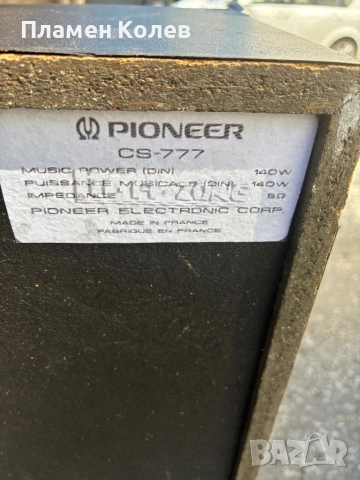 Пламен Колев
PIONEER
CS-777
MUSIC POWER (DIN) 140W
PUISSANCE MUSICALE (DIN) 140W
IMPEDANCE 8Ω
PIONEER ELECTRONIC CORP.
MADE IN FRANCE
FABRIQUE EN FRANCE
BAZAR